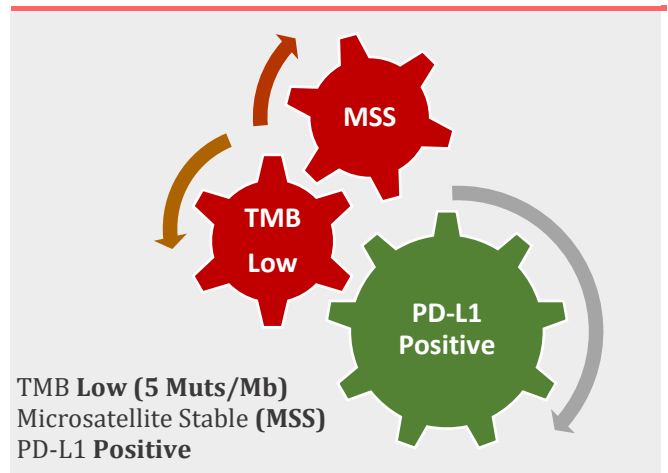 MSS
TMB
Low
PD-L1
Positive
TMB Low (5 Muts/Mb)
Microsatellite Stable (MSS)
PD-L1 Positive